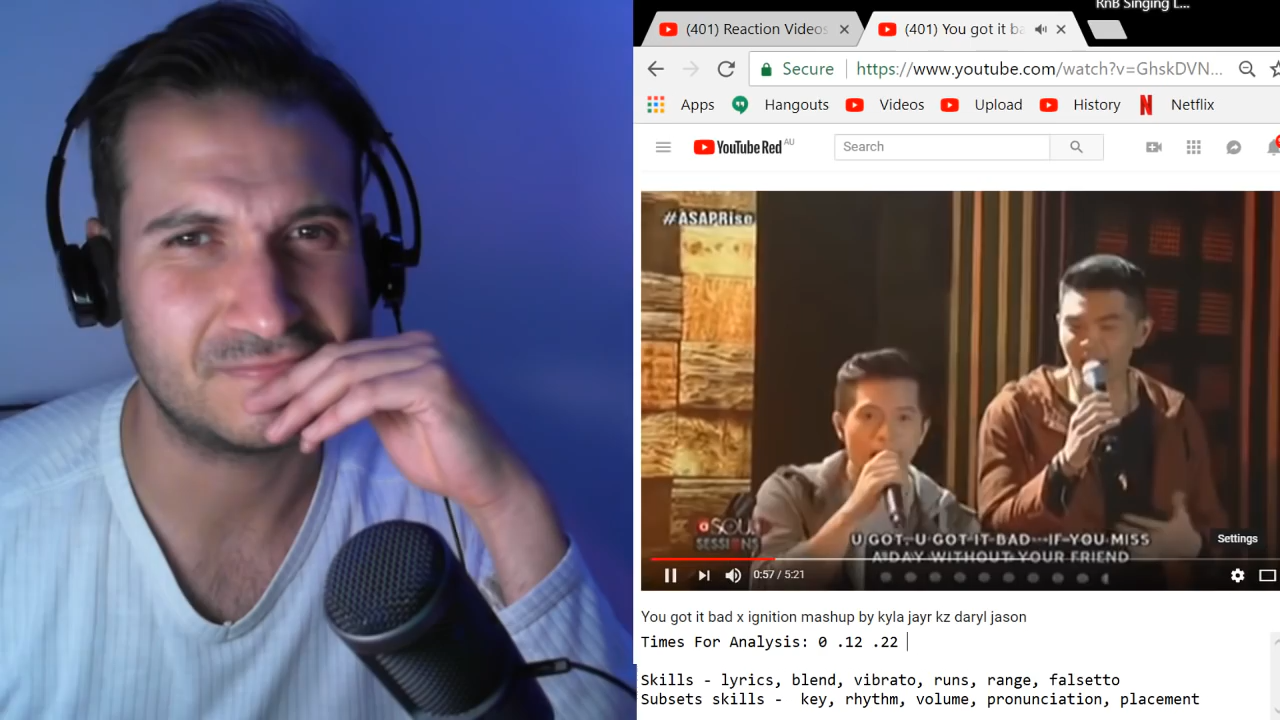 RnB Singing L...
(401) Reaction Videos
(401) You got it ba
Secure https://www.youtube.com/watch?v=GhskDVN...
Apps Hangouts Videos Upload History Netflix
YouTube Red AU
Search
#ASAPRise
aSOUL
SESSIONS
U GOT, U GOT IT BAD---IF YOU MISS
A DAY WITHOUT YOUR FRIEND
Settings
0:57 / 5:21
You got it bad x ignition mashup by kyla jayr kz daryl jason
Times For Analysis: 0 .12 .22
Skills - lyrics, blend, vibrato, runs, range, falsetto
Subsets skills - key, rhythm, volume, pronunciation, placement